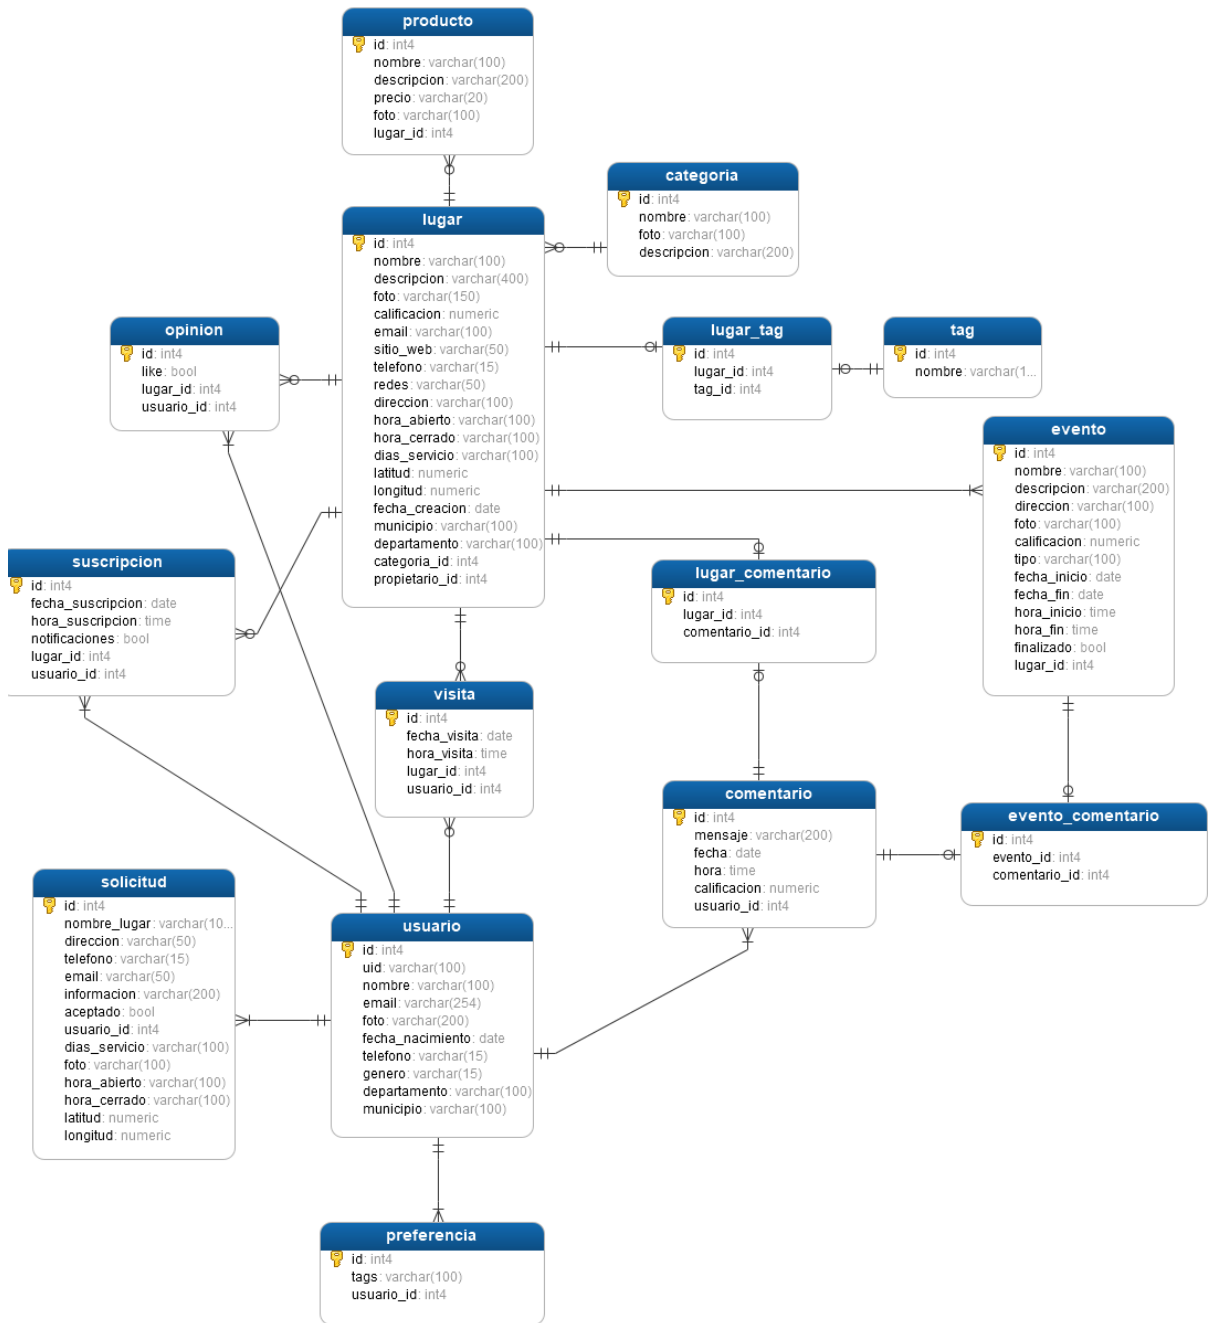 producto
id: int4
nombre: varchar(100)
descripcion: varchar(200)
precio: varchar(20)
foto: varchar(100)
lugar_id: int4
categoria
id: int4
nombre: varchar(100)
foto: varchar(100)
descripcion: varchar(200)
lugar
id: int4
nombre: varchar(100)
descripcion: varchar(400)
foto: varchar(150)
calificacion: numeric
email: varchar(100)
sitio_web: varchar(50)
telefono: varchar(15)
redes: varchar(50)
direccion: varchar(100)
hora_abierto: varchar(100)
hora_cerrado: varchar(100)
dias_servicio: varchar(100)
latitud: numeric
longitud: numeric
fecha_creacion: date
municipio: varchar(100)
departamento: varchar(100)
categoria_id: int4
propietario_id: int4
opinion
id: int4
like: bool
lugar_id: int4
usuario_id: int4
lugar_tag
id: int4
lugar_id: int4
tag_id: int4
tag
id: int4
nombre: varchar(1...
evento
id: int4
nombre: varchar(100)
descripcion: varchar(200)
direccion: varchar(100)
foto: varchar(100)
calificacion: numeric
tipo: varchar(100)
fecha_inicio: date
fecha_fin: date
hora_inicio: time
hora_fin: time
finalizado: bool
lugar_id: int4
suscripcion
id: int4
fecha_suscripcion: date
hora_suscripcion: time
notificaciones: bool
lugar_id: int4
usuario_id: int4
lugar_comentario
id: int4
lugar_id: int4
comentario_id: int4
visita
id: int4
fecha_visita: date
hora_visita: time
lugar_id: int4
usuario_id: int4
comentario
id: int4
mensaje: varchar(200)
fecha: date
hora: time
calificacion: numeric
usuario_id: int4
evento_comentario
id: int4
evento_id: int4
comentario_id: int4
solicitud
id: int4
nombre_lugar: varchar(10...
direccion: varchar(50)
telefono: varchar(15)
email: varchar(50)
informacion: varchar(200)
aceptado: bool
usuario_id: int4
dias_servicio: varchar(100)
foto: varchar(100)
hora_abierto: varchar(100)
hora_cerrado: varchar(100)
latitud: numeric
longitud: numeric
usuario
id: int4
uid: varchar(100)
nombre: varchar(100)
email: varchar(254)
foto: varchar(200)
fecha_nacimiento: date
telefono: varchar(15)
genero: varchar(15)
departamento: varchar(100)
municipio: varchar(100)
preferencia
id: int4
tags: varchar(100)
usuario_id: int4